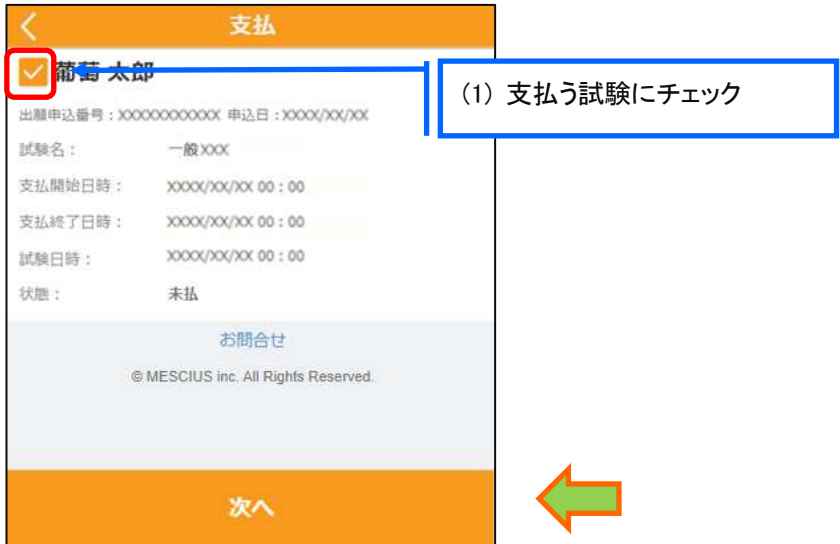 支払
葡萄 太郎
(1) 支払う試験にチェック
出願申込番号：XXXXXXXXXXX 申込日：XXXX/XX/XX
試験名： 一般XXX
支払開始日時： XXXX/XX/XX 00：00
支払終了日時： XXXX/XX/XX 00：00
試験日時： XXXX/XX/XX 00：00
状態： 未払
お問合せ
© MESCIUS inc. All Rights Reserved.
次へ